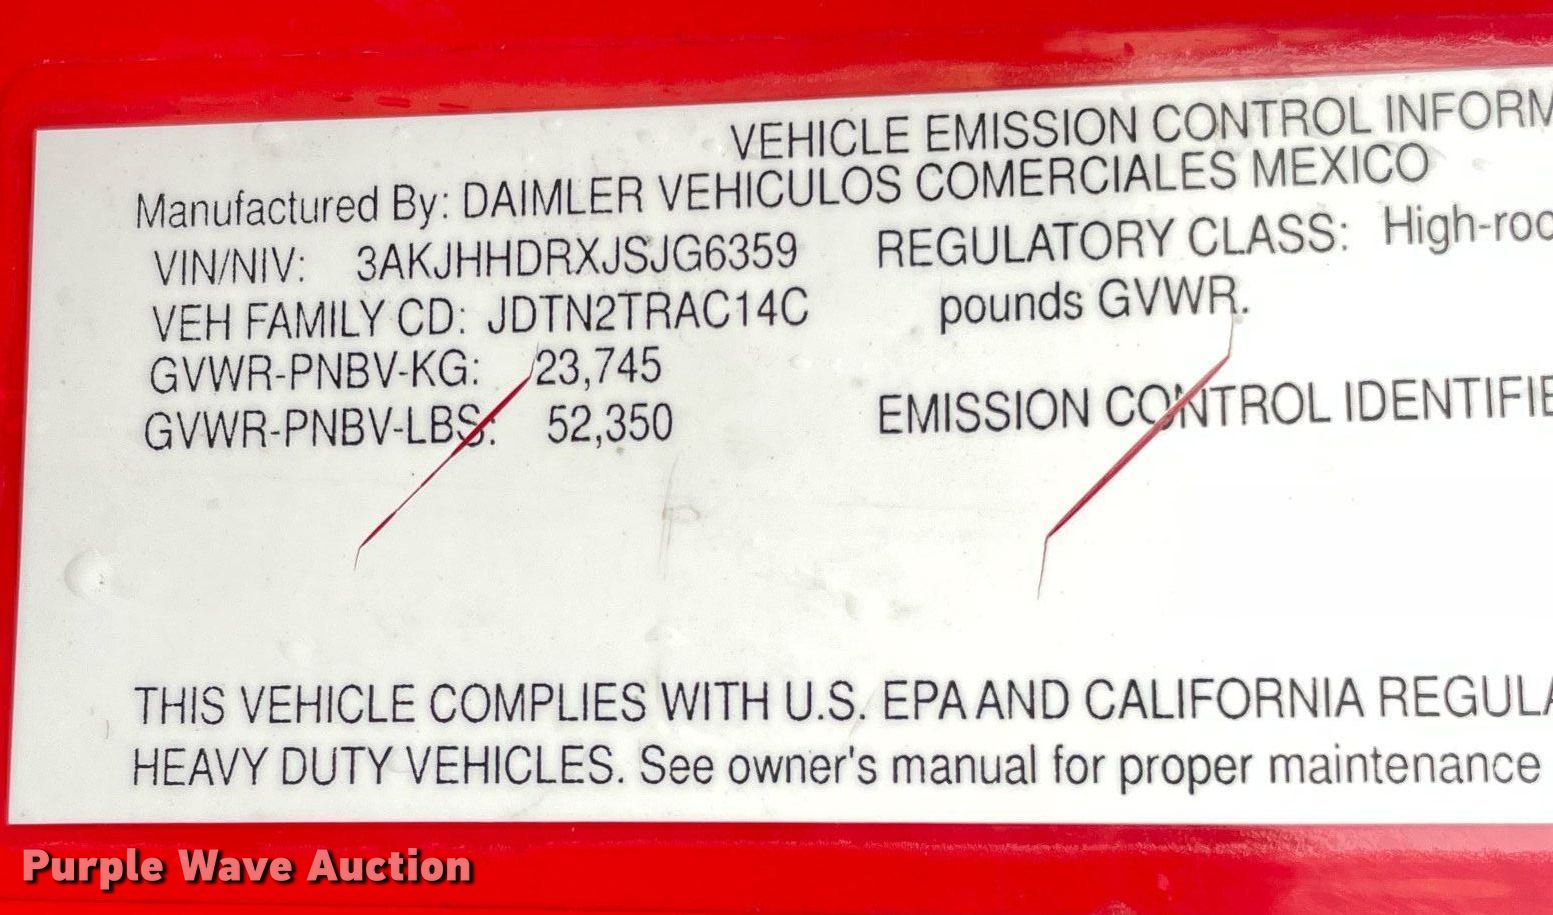 VEHICLE EMISSION CONTROL INFORM
Manufactured By: DAIMLER VEHICULOS COMERCIALES MEXICO
VIN/NIV: 3AKJHHDRXJSJG6359 REGULATORY CLASS: High-roo
VEH FAMILY CD: JDTN2TRAC14C pounds GVWR.
GVWR-PNBV-KG: 23,745
GVWR-PNBV-LBS: 52,350 EMISSION CONTROL IDENTIFIE
THIS VEHICLE COMPLIES WITH U.S. EPA AND CALIFORNIA REGULA
HEAVY DUTY VEHICLES. See owner's manual for proper maintenance
Purple Wave Auction